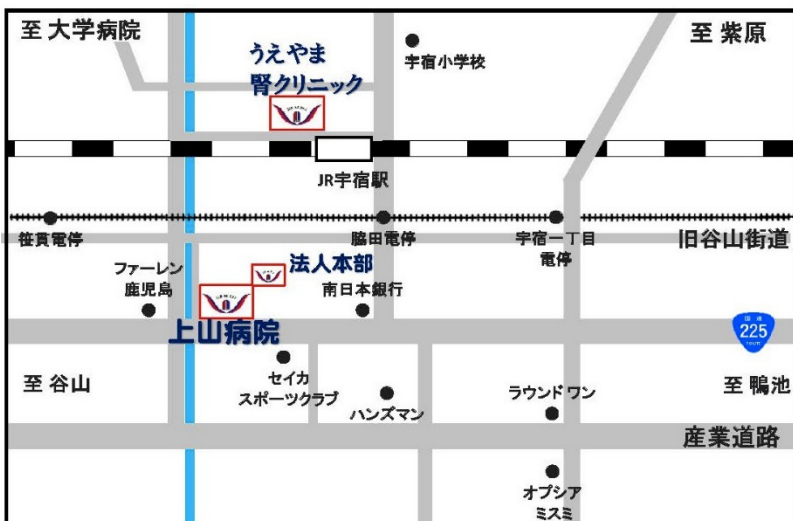 至 大学病院
うえやま
腎クリニック
宇宿小学校
至 紫原
JR宇宿駅
笹貫電停
脇田電停
宇宿一丁目
電停
旧谷山街道
ファーレン
鹿児島
法人本部
南日本銀行
上山病院
国道
225
ROUTE
至 谷山
セイカ
スポーツクラブ
ハンズマン
ラウンドワン
至 鴨池
産業道路
オプシア
ミスミ